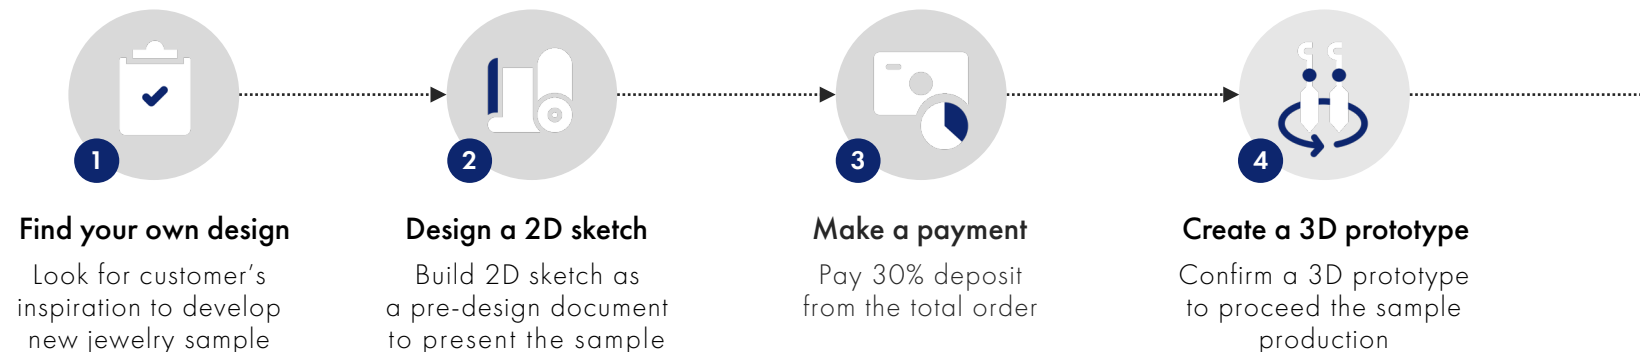 1
Find your own design
Look for customer’s
inspiration to develop
new jewelry sample
2
Design a 2D sketch
Build 2D sketch as
a pre-design document
to present the sample
3
Make a payment
Pay 30% deposit
from the total order
4
Create a 3D prototype
Confirm a 3D prototype
to proceed the sample
production